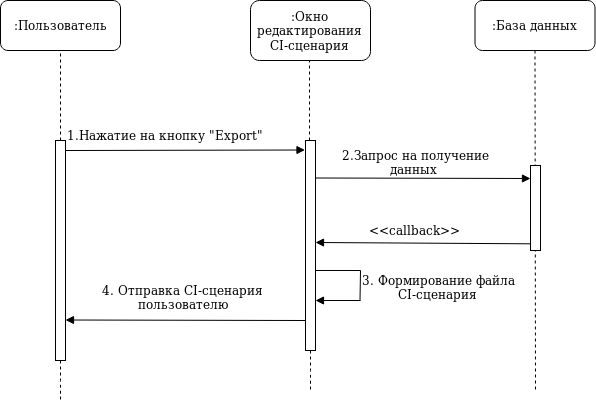 :Пользователь
:Окно
редактирования
CI-сценария
:База данных
1.Нажатие на кнопку "Export"
2.Запрос на получение
данных
<<callback>>
3. Формирование файла
CI-сценария
4. Отправка CI-сценария
пользователю